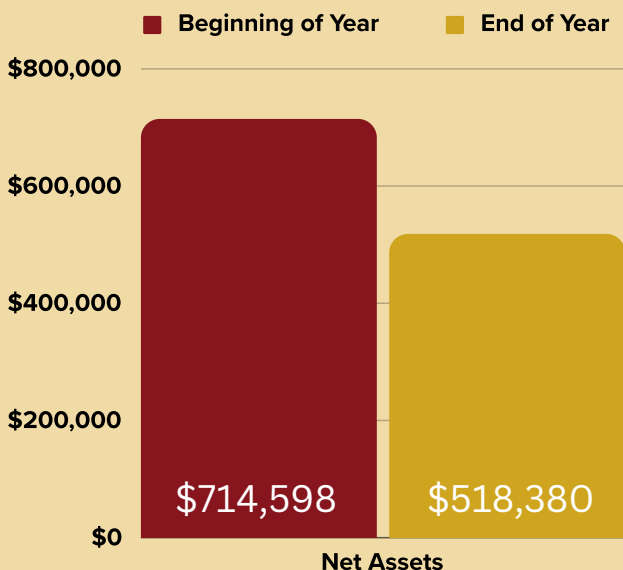 Beginning of Year
End of Year
$800,000
$600,000
$400,000
$200,000
$0
$714,598
$518,380
Net Assets